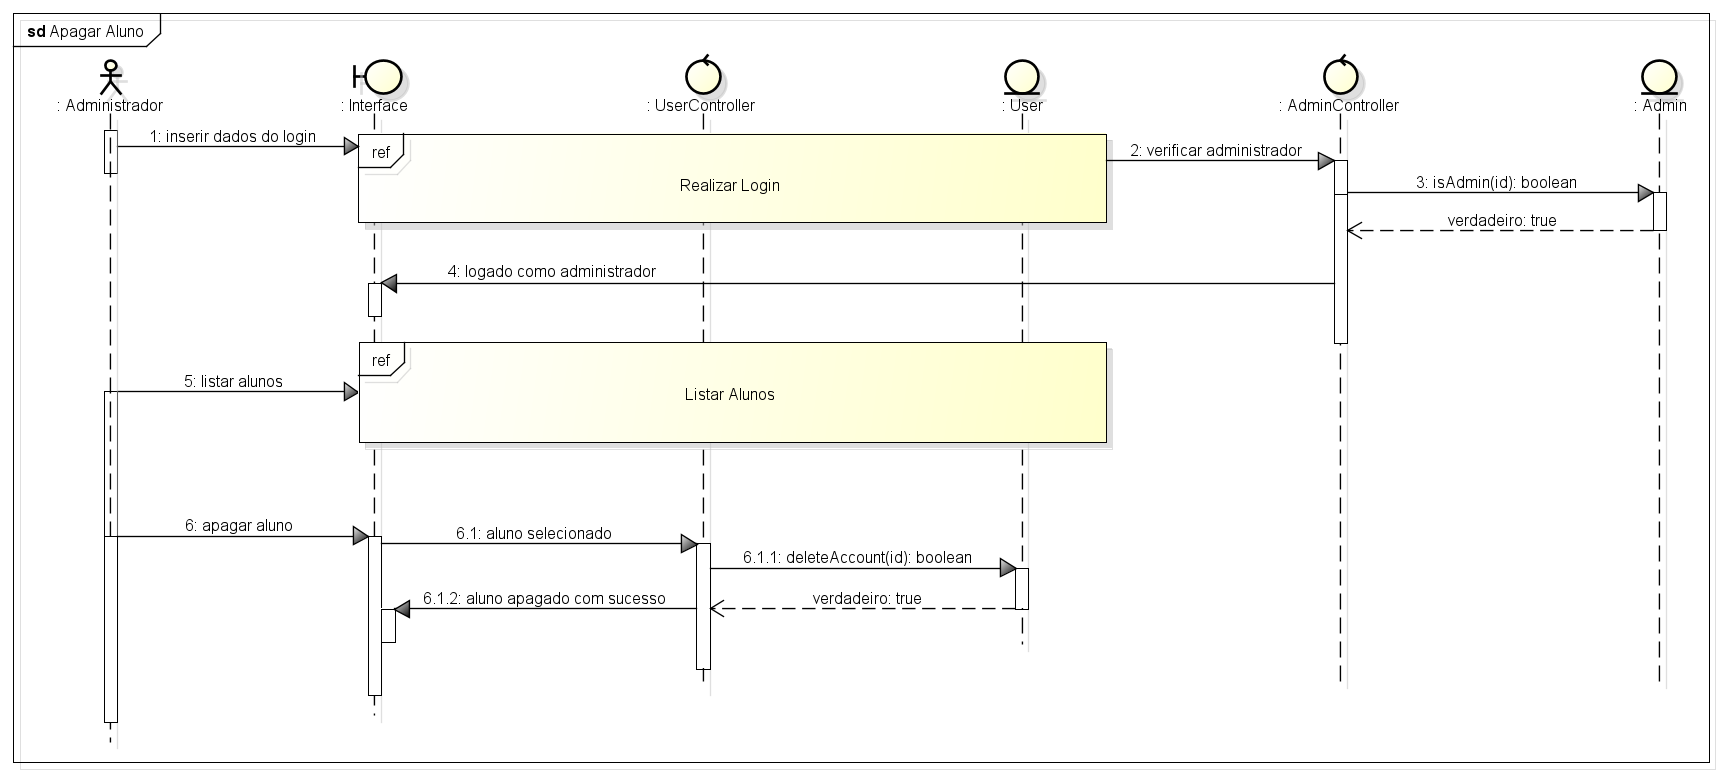 sd Apagar Aluno
: Administrador
: Interface
: UserController
: User
: AdminController
: Admin
1: inserir dados do login
ref
Realizar Login
2: verificar administrador
3: isAdmin(id): boolean
verdadeiro: true
4: logado como administrador
ref
Listar Alunos
5: listar alunos
6: apagar aluno
6.1: aluno selecionado
6.1.1: deleteAccount(id): boolean
6.1.2: aluno apagado com sucesso
verdadeiro: true